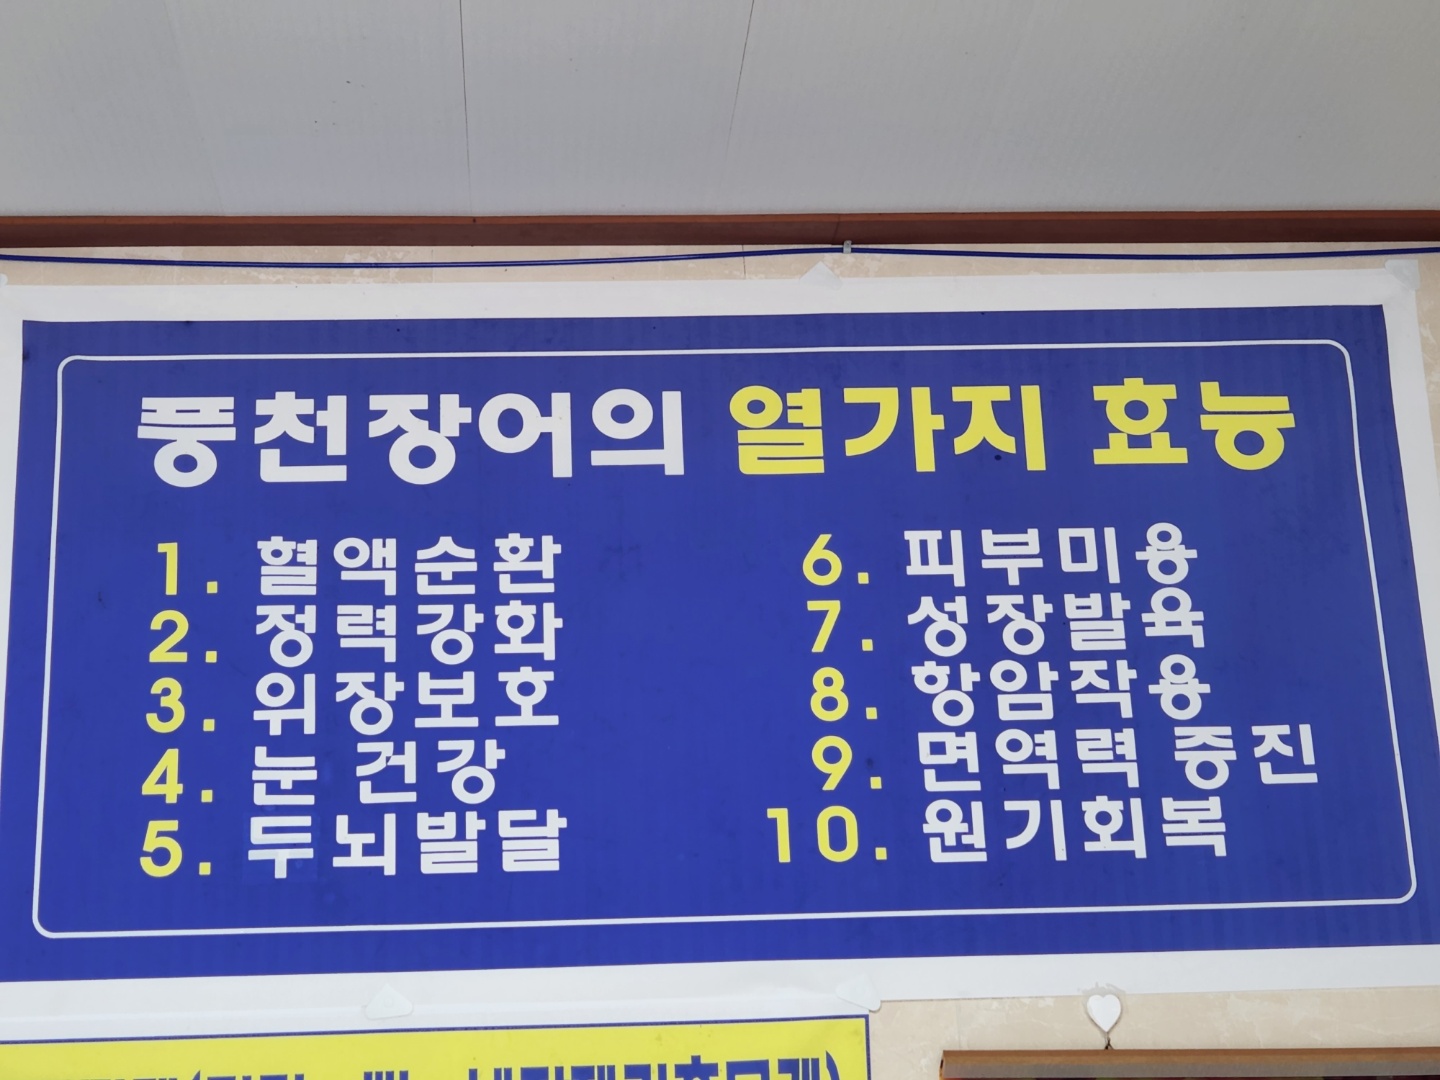 풍천장어의 열가지 효능
1. 혈액순환
2. 정력강화
3. 위장보호
4. 눈 건강
5. 두뇌발달
6. 피부미용
7. 성장발육
8. 항암작용
9. 면역력 증진
10. 원기회복